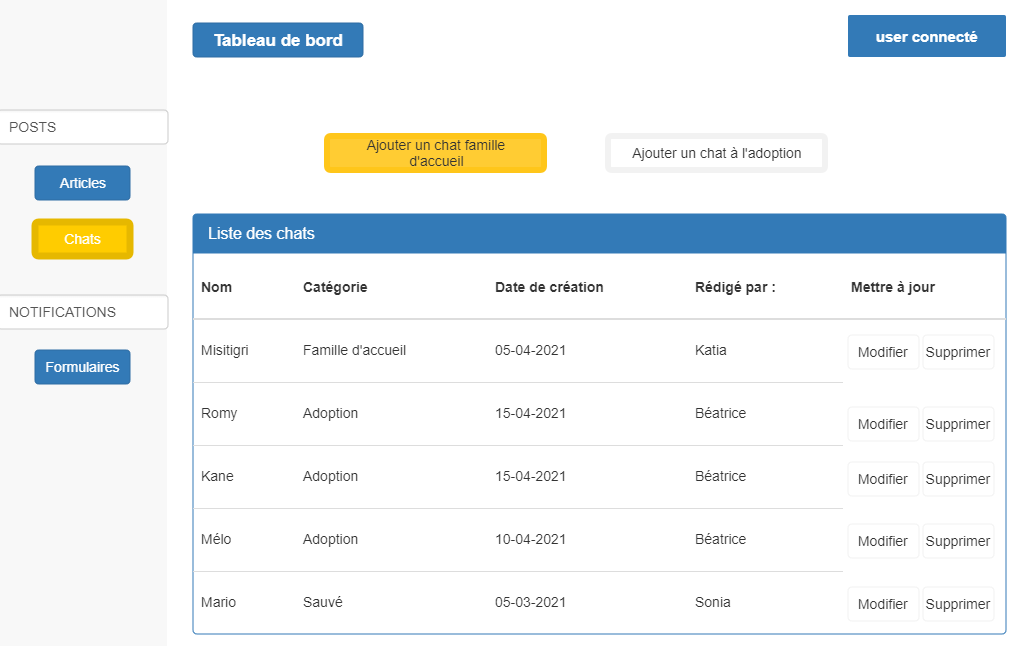 Tableau de bord
user connecté
POSTS
Articles
Chats
NOTIFICATIONS
Formulaires
Ajouter un chat famille
d'accueil
Ajouter un chat à l'adoption
Liste des chats
Nom Catégorie Date de création Rédigé par : Mettre à jour
Misitigri Famille d'accueil 05-04-2021 Katia Modifier Supprimer
Romy Adoption 15-04-2021 Béatrice Modifier Supprimer
Kane Adoption 15-04-2021 Béatrice Modifier Supprimer
Mélo Adoption 10-04-2021 Béatrice Modifier Supprimer
Mario Sauvé 05-03-2021 Sonia Modifier Supprimer